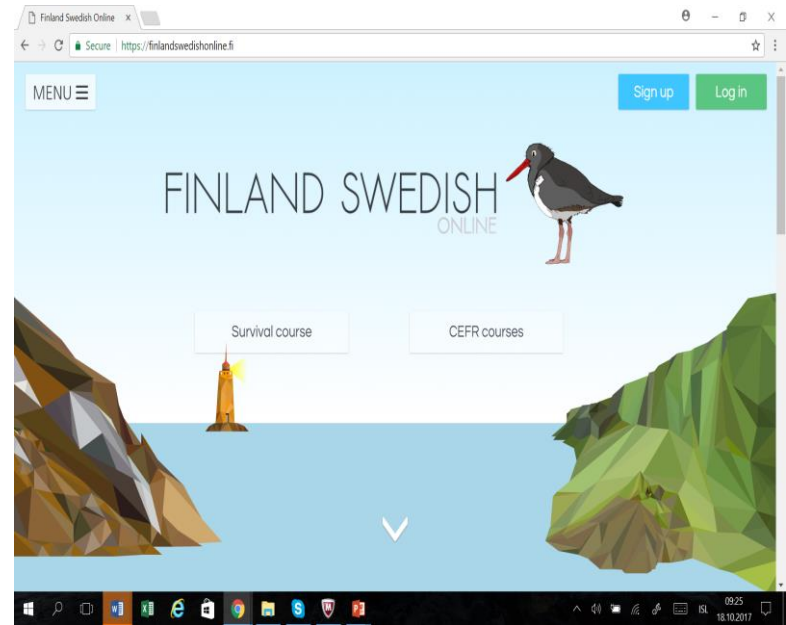 Finland Swedish Online
Secure https://finlandswedishonline.fi
MENU
Sign up
Log in
FINLAND SWEDISH
ONLINE
Survival course
CEFR courses
ISL
09:25
18.10.2017